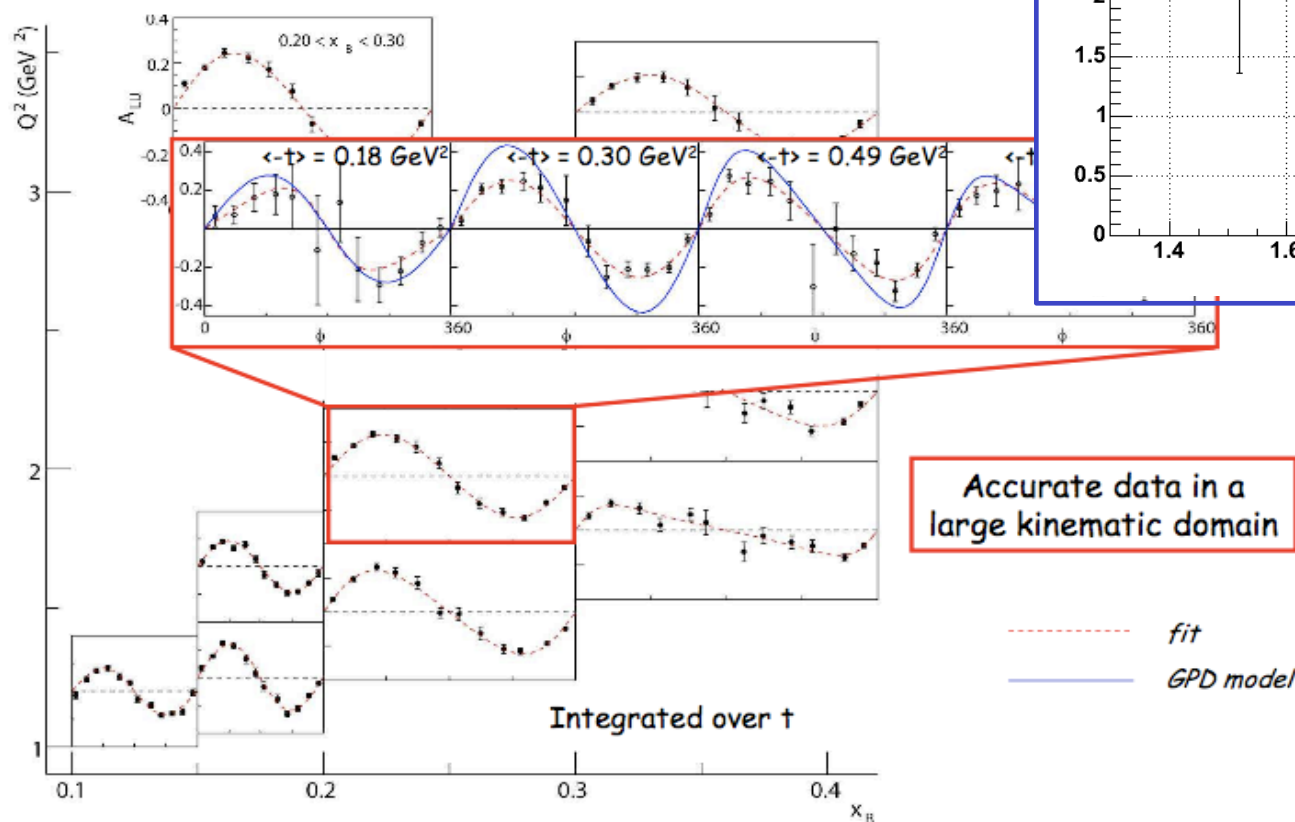 Q² (GeV²)
3
2
1
0.1
0.2
0.3
0.4
x_B
A_LU
0.4
0.2
0
-0.2
-0.4
0.20 < x_B < 0.30
0.4
0.2
-0.2
-0.4
<-t> = 0.18 GeV²
<-t> = 0.30 GeV²
<-t> = 0.49 GeV²
<-t
0
ϕ
360
ϕ
360
360
ϕ
360
2
1.5
1
0.5
0
1.4
1.6
Accurate data in a
large kinematic domain
fit
GPD model
Integrated over t